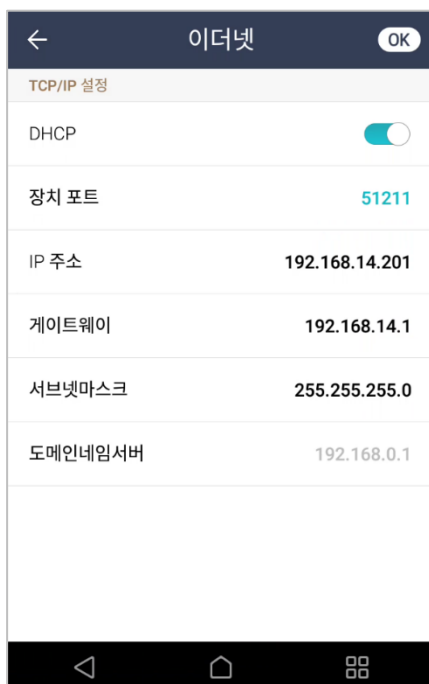 이더넷 OK
TCP/IP 설정
DHCP
장치 포트 51211
IP 주소 192.168.14.201
게이트웨이 192.168.14.1
서브넷마스크 255.255.255.0
도메인네임서버 192.168.0.1